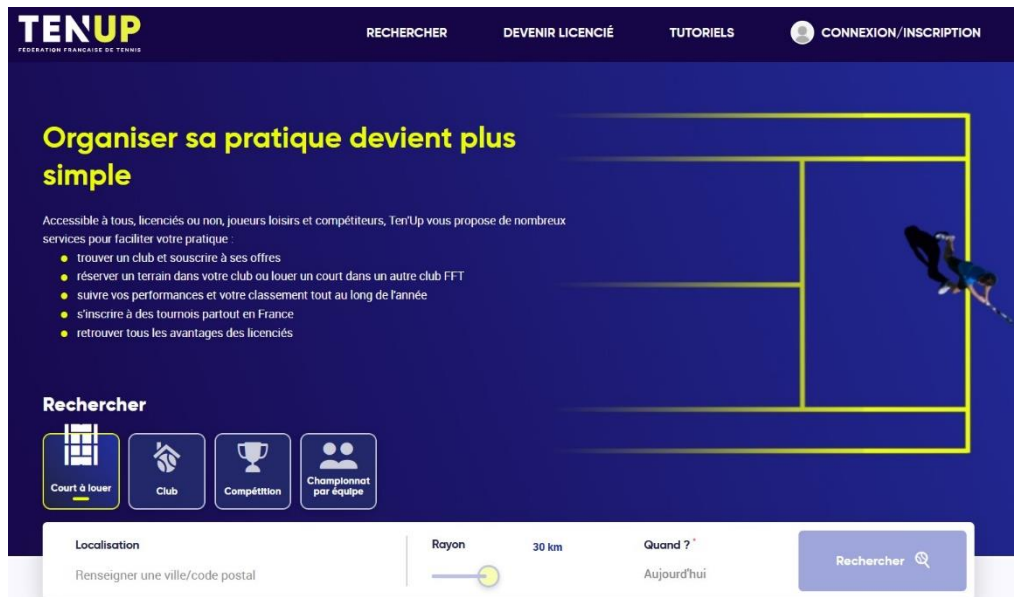 TENUP
FÉDÉRATION FRANÇAISE DE TENNIS
RECHERCHER
DEVENIR LICENCIÉ
TUTORIELS
CONNEXION/INSCRIPTION
Organiser sa pratique devient plus
simple
Accessible à tous, licenciés ou non, joueurs loisirs et compétiteurs, Ten'Up vous propose de nombreux
services pour faciliter votre pratique :
trouver un club et souscrire à ses offres
réserver un terrain dans votre club ou louer un court dans un autre club FFT
suivre vos performances et votre classement tout au long de l'année
s'inscrire à des tournois partout en France
retrouver tous les avantages des licenciés
Rechercher
Court à louer
Club
Compétition
Championnat
par équipe
Localisation
Rayon
30 km
Quand ? *
Rechercher
Renseigner une ville/code postal
Aujourd'hui